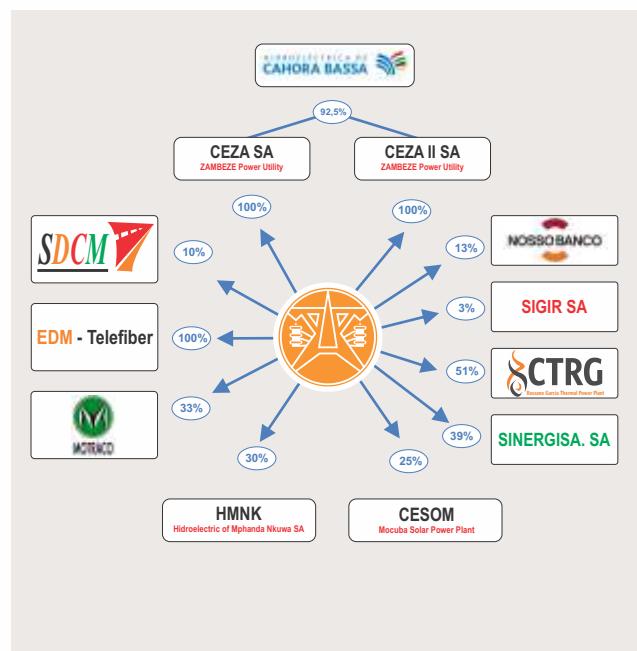 HIDROELÉCTRICA DE
CAHORA BASSA
92,5%
CEZA SA
ZAMBEZE Power Utility
CEZA II SA
ZAMBEZE Power Utility
100%
100%
SDCM
10%
13%
NOSSO BANCO
EDM - Telefiber
100%
3%
SIGIR SA
51%
CTRG
Ressano Garcia Thermal Power Plant
MOTRACO
33%
39%
SINERGISA. SA
30%
25%
HMNK
Hidroelectric of Mphanda Nkuwa SA
CESOM
Mocuba Solar Power Plant